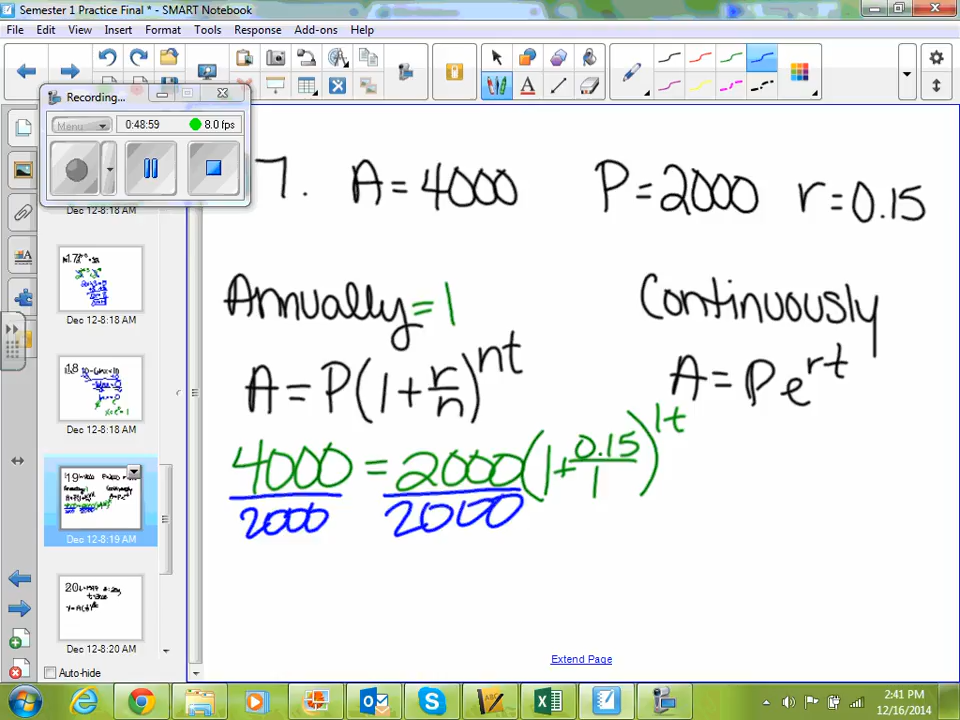 Semester 1 Practice Final * - SMART Notebook
File Edit View Insert Format Tools Response Add-ons Help
Recording...
Menu 0:48:59 8.0 fps
7. A = 4000 P = 2000 r = 0.15
Dec 12-8:18 AM
Annually = 1 Continuously
Dec 12-8:18 AM
A = P(1 + r/n)^nt A = Pe^rt
Dec 12-8:18 AM
4000 = 2000(1 + 0.15/1)^1t
2000 2000
Dec 12-8:19 AM
Dec 12-8:20 AM
Extend Page
Auto-hide
2:41 PM
12/16/2014